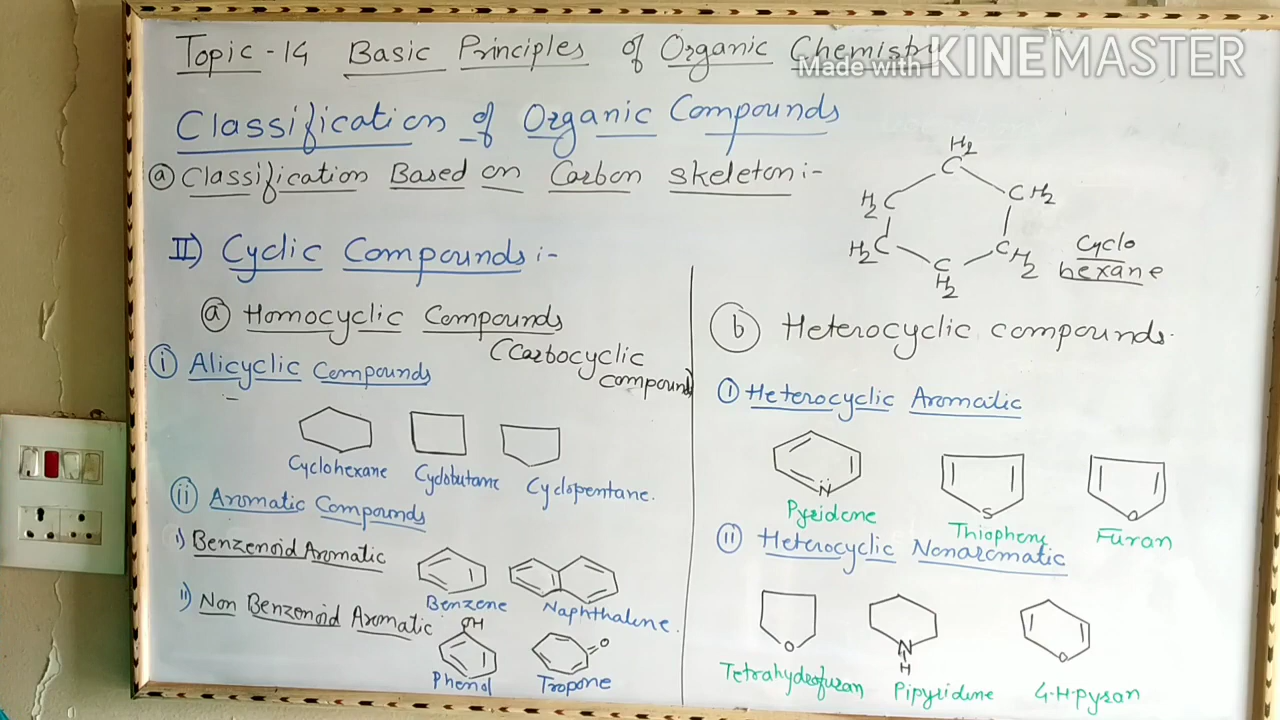 Topic - 14 Basic Principles of Organic Chemistry
Made with KINEMASTER
Classification of Organic Compounds
ⓐ Classification Based on Carbon skeleton :-
H2
C
H2C
CH2
H2C
CH2
C
H2
Cyclo
hexane
II) Cyclic Compounds :-
ⓐ Homocyclic Compounds
(Carbocyclic
compound)
ⓘ Alicyclic Compounds
Cyclohexane Cyclobutane Cyclopentane.
ⓘⓘ Aromatic Compounds
i) Benzenoid Aromatic
Benzene Naphthalene.
ii) Non Benzenoid Aromatic
OH
O
Phenol Tropone
ⓑ Heterocyclic compounds.
Ⓘ Heterocyclic Aromatic
N S O
Pyridene Thiophene Furan
ⒾⒾ Heterocyclic Nonaromatic
O N O
H
Tetrahydrofuran Pipyridene 4-H-pyran